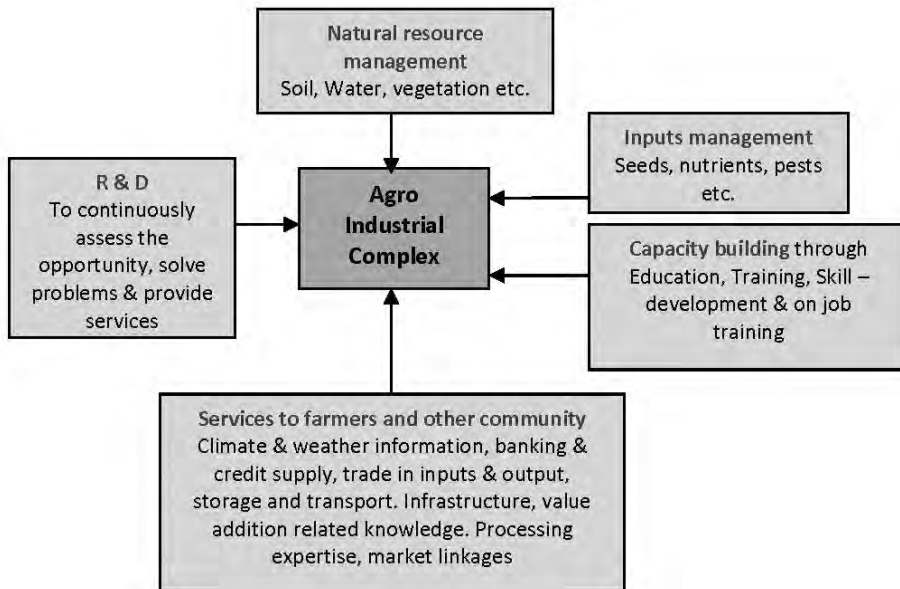 Natural resource
management
Soil, Water, vegetation etc.
Inputs management
Seeds, nutrients, pests
etc.
R & D
To continuously
assess the
opportunity, solve
problems & provide
services
Agro
Industrial
Complex
Capacity building through
Education, Training, Skill –
development & on job
training
Services to farmers and other community
Climate & weather information, banking &
credit supply, trade in inputs & output,
storage and transport. Infrastructure, value
addition related knowledge. Processing
expertise, market linkages